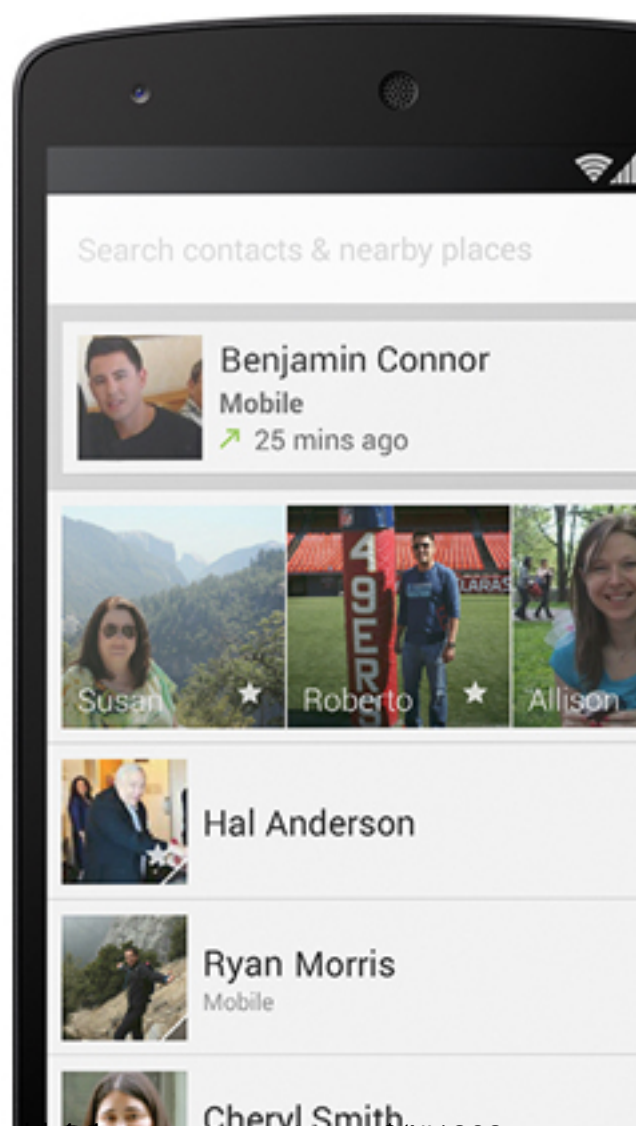 Search contacts & nearby places
Benjamin Connor
Mobile
25 mins ago
49ERS
Susan
Roberto
Allison
Hal Anderson
Ryan Morris
Mobile
Cheryl Smith